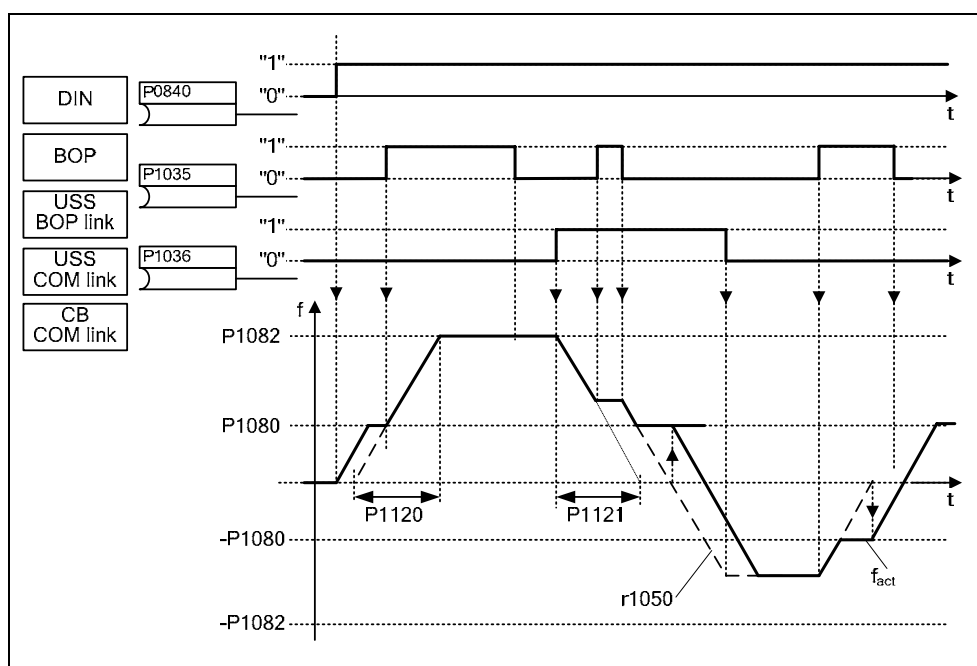 DIN
BOP
USS
BOP link
USS
COM link
CB
COM link
P0840
P1035
P1036
"1"
"0"
t
"1"
"0"
t
"1"
"0"
t
f
P1082
P1080
t
P1120
P1121
-P1080
fact
r1050
-P1082